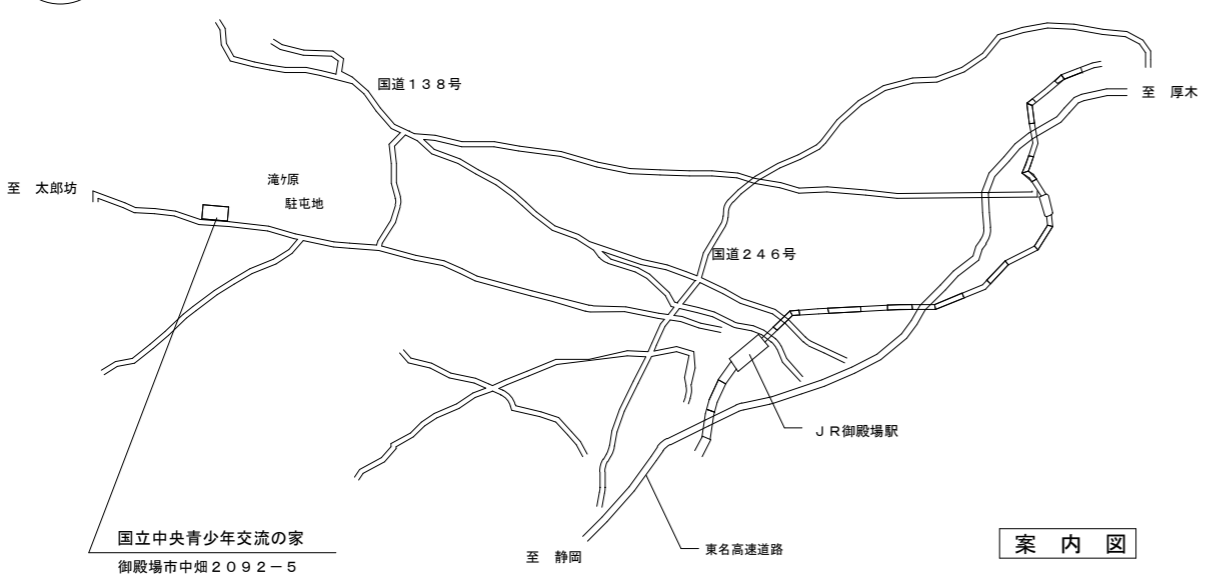 国道138号
至 厚木
至 太郎坊
滝ヶ原
駐屯地
国道246号
JR御殿場駅
国立中央青少年交流の家
御殿場市中畑2092−5
至 静岡
東名高速道路
案 内 図